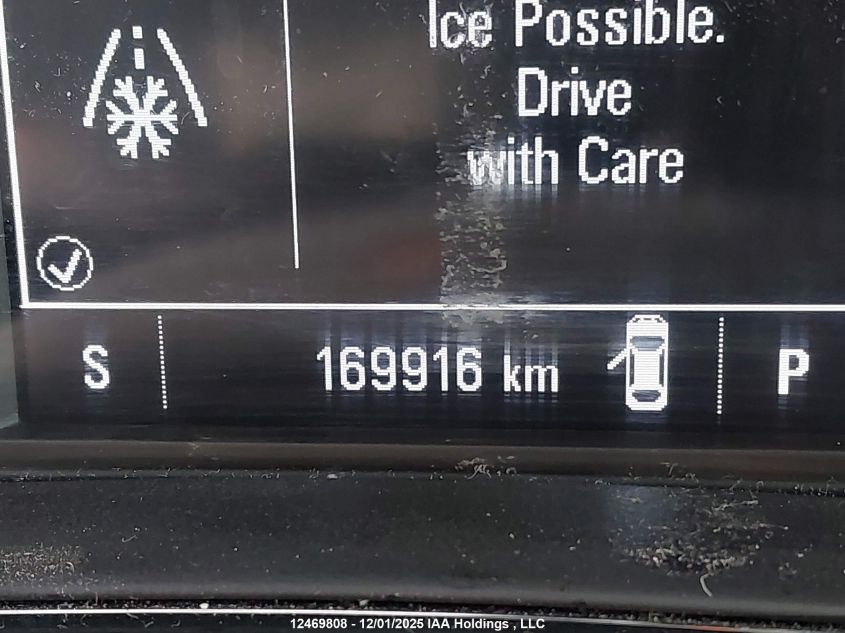 Ice Possible.
Drive
with Care
S 169916 km P
12469808 - 12/01/2025 IAA Holdings , LLC